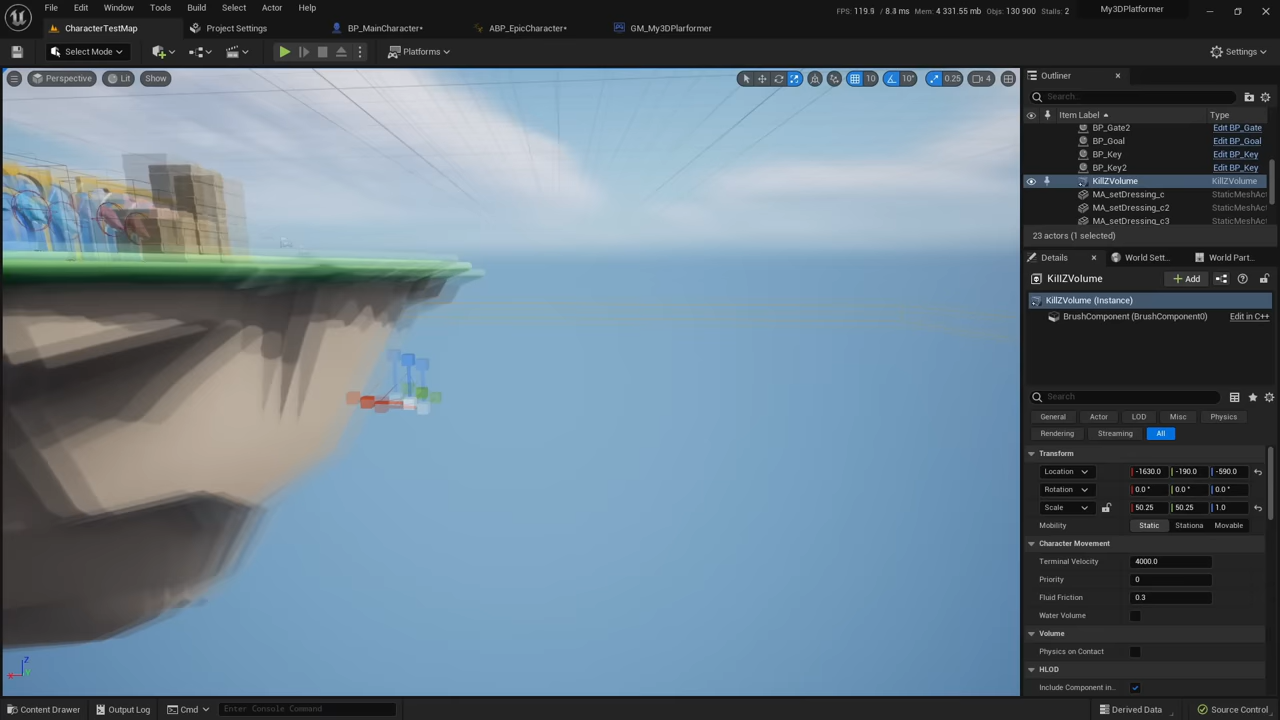 File Edit Window Tools Build Select Actor Help
FPS: 119.9 / 8.3 ms Mem: 4 331.55 mb Objs: 130 900 Stalls: 2
My3DPlatformer
CharacterTestMap
Project Settings
BP_MainCharacter*
ABP_EpicCharacter*
GM_My3DPlarformer
Select Mode
Platforms
Settings
Perspective
Lit
Show
10
10°
0.25
4
Outliner
Search...
Item Label
Type
BP_Gate2 Edit BP_Gate
BP_Goal Edit BP_Goal
BP_Key Edit BP_Key
BP_Key2 Edit BP_Key
KillZVolume KillZVolume
MA_setDressing_c StaticMeshAct
MA_setDressing_c2 StaticMeshAct
MA_setDressing_c3 StaticMeshAct
23 actors (1 selected)
Details
World Sett..
World Part..
KillZVolume
Add
KillZVolume (Instance)
BrushComponent (BrushComponent0) Edit in C++
Search
General Actor LOD Misc Physics
Rendering Streaming All
Transform
Location -1630.0 -190.0 -590.0
Rotation 0.0 ° 0.0 ° 0.0 °
Scale 50.25 50.25 1.0
Mobility Static Stationa Movable
Character Movement
Terminal Velocity 4000.0
Priority 0
Fluid Friction 0.3
Water Volume
Volume
Physics on Contact
HLOD
Include Component in...
Z
Content Drawer
Output Log
Cmd
Enter Console Command
Derived Data
Source Control